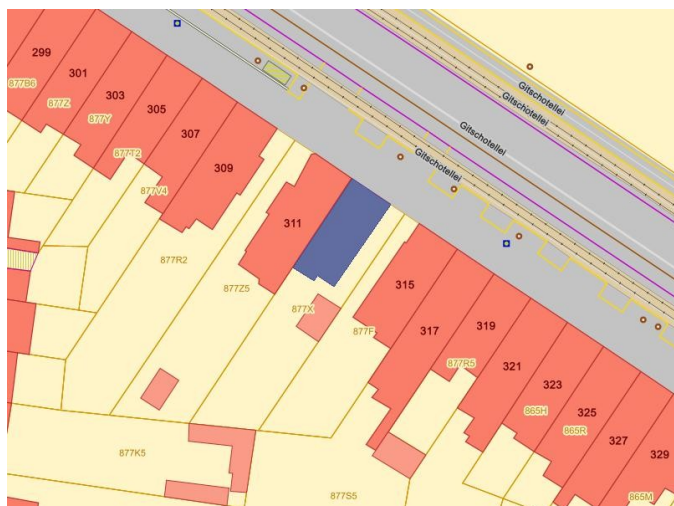 299
877B6
301
877Z
303
877Y
305
877T2
307
877V4
309
311
877R2
877Z5
877X
877F
315
317
319
877R5
321
323
865H
325
865R
327
329
865M
877K5
877S5
Gitschotellei
Gitschotellei
Gitschotellei
Gitschotellei